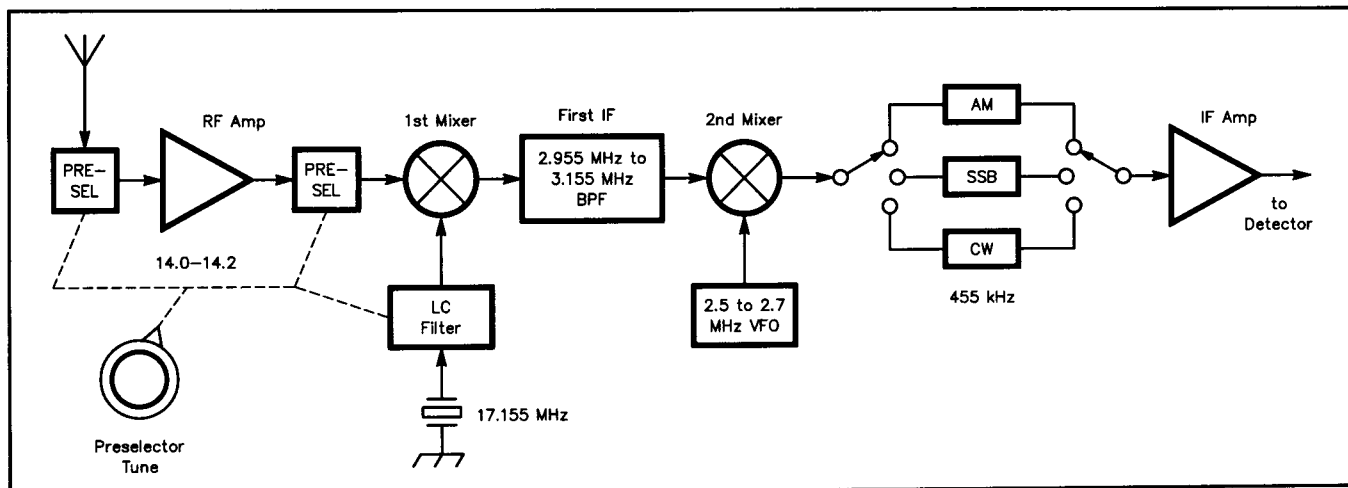 PRE-
SEL
RF Amp
PRE-
SEL
1st Mixer
First IF
2.955 MHz to
3.155 MHz
BPF
2nd Mixer
AM
SSB
CW
455 kHz
IF Amp
to
Detector
14.0–14.2
LC
Filter
2.5 to 2.7
MHz VFO
17.155 MHz
Preselector
Tune